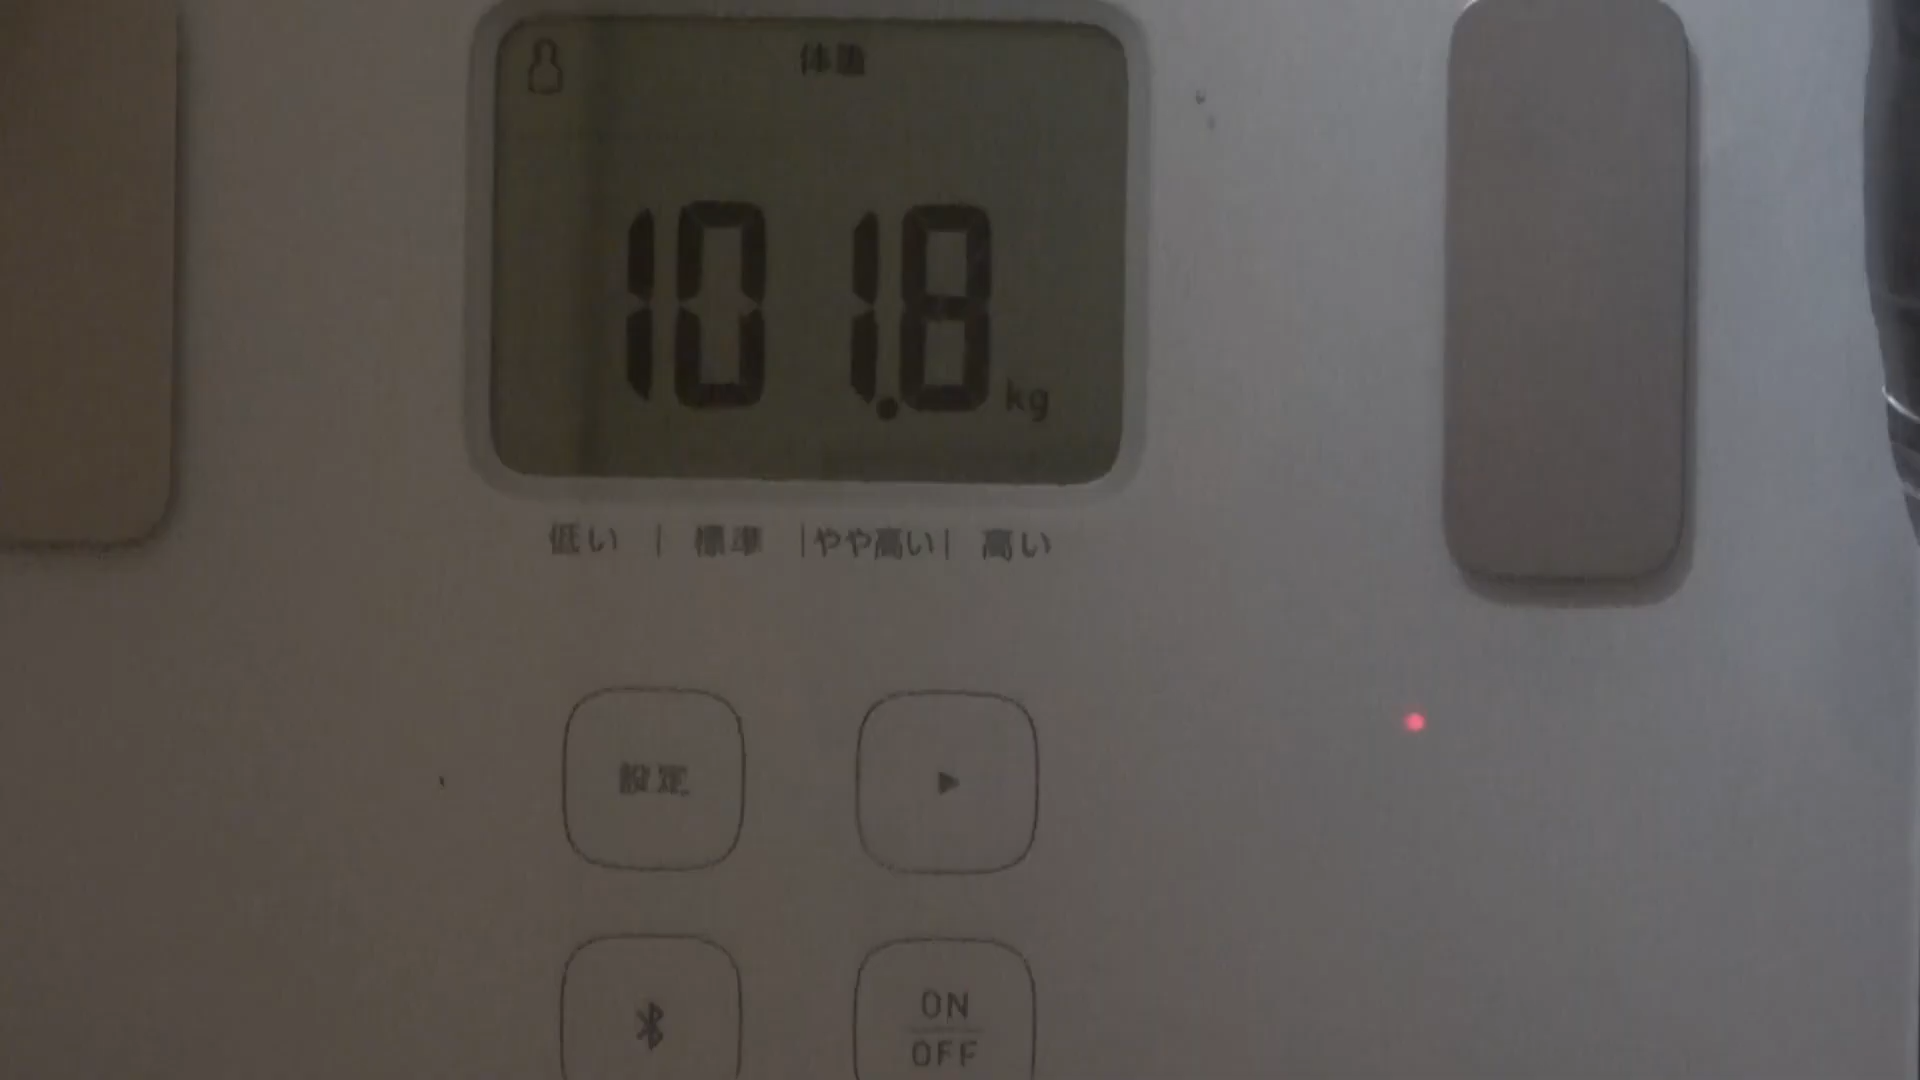 体重
101.8 kg
低い | 標準 | やや高い | 高い
設定
ON
OFF